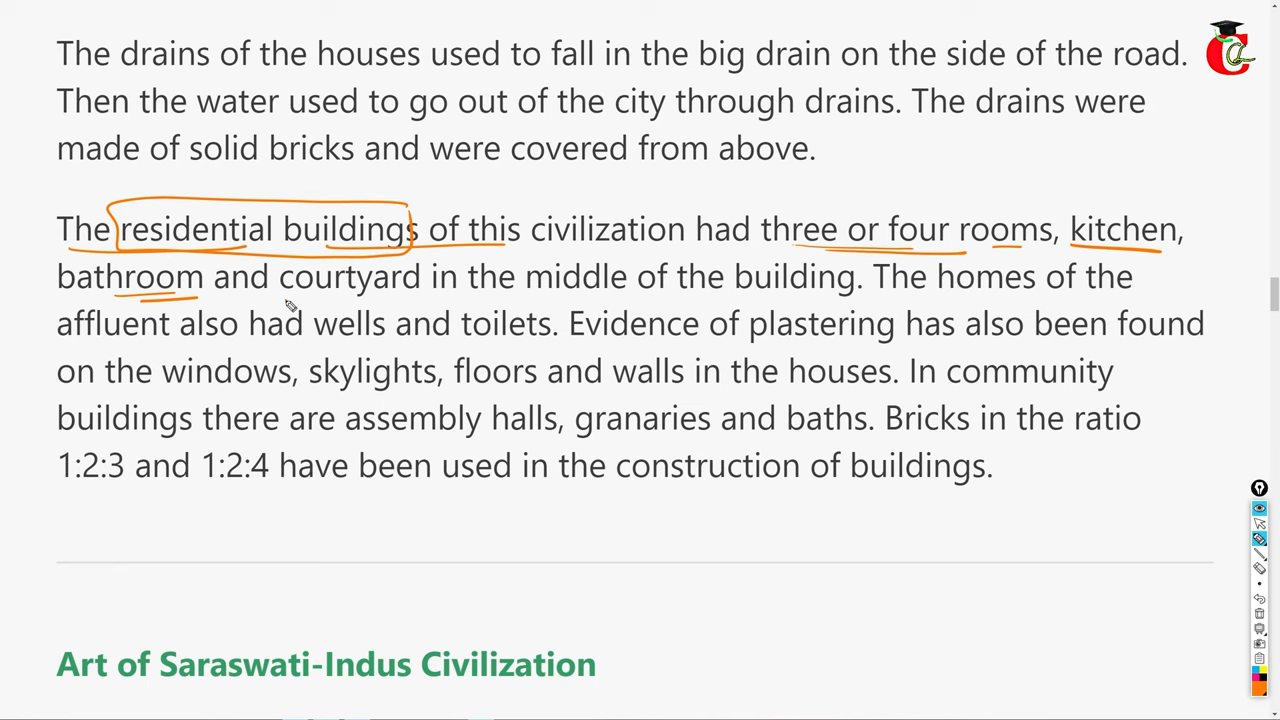 The drains of the houses used to fall in the big drain on the side of the road.
Then the water used to go out of the city through drains. The drains were
made of solid bricks and were covered from above.
The residential buildings of this civilization had three or four rooms, kitchen,
bathroom and courtyard in the middle of the building. The homes of the
affluent also had wells and toilets. Evidence of plastering has also been found
on the windows, skylights, floors and walls in the houses. In community
buildings there are assembly halls, granaries and baths. Bricks in the ratio
1:2:3 and 1:2:4 have been used in the construction of buildings.
Art of Saraswati-Indus Civilization